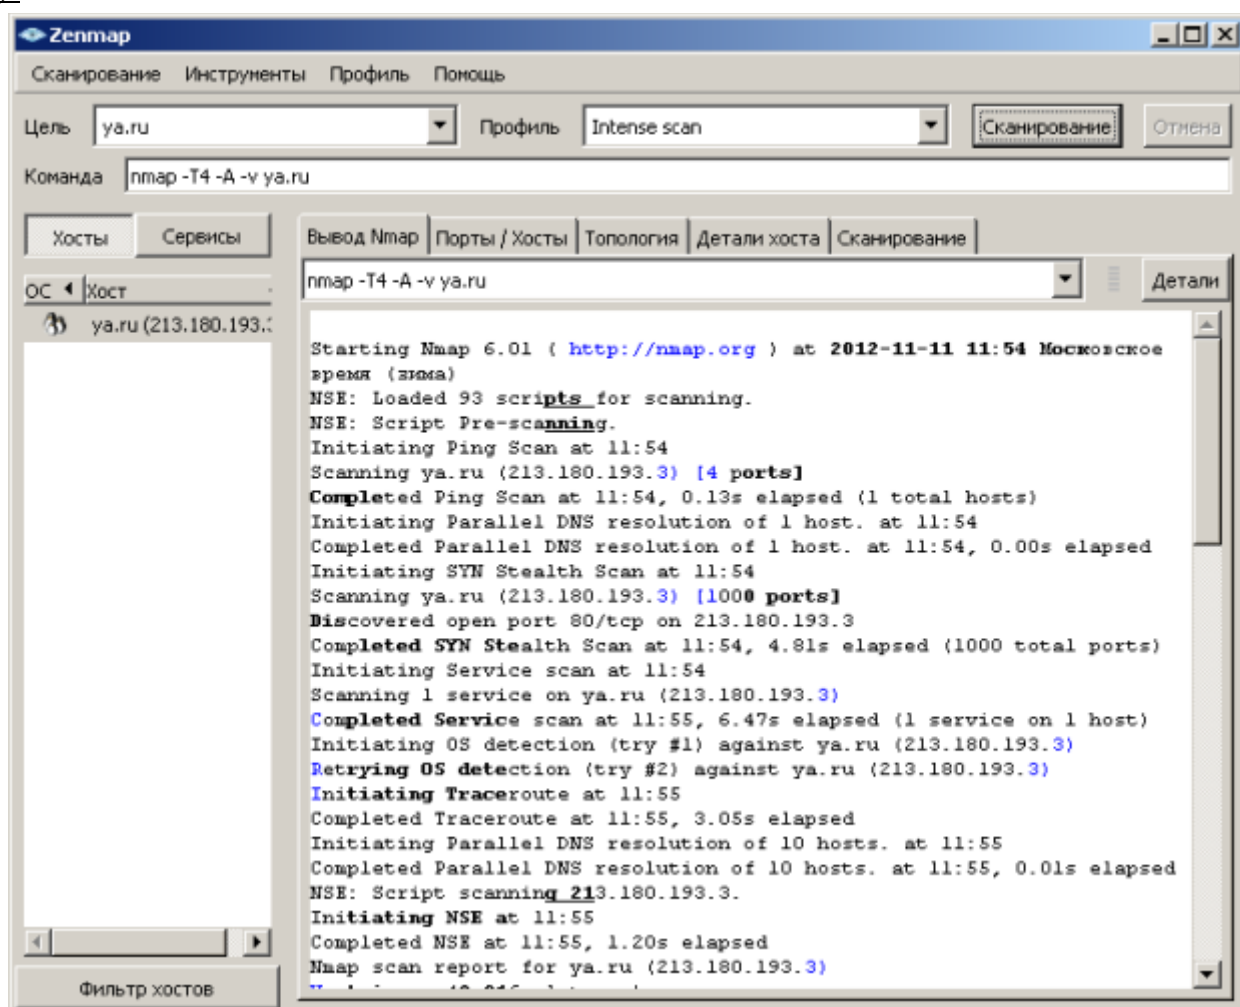 Zenmap
Сканирование Инструменты Профиль Помощь
Цель ya.ru Профиль Intense scan Сканирование Отмена
Команда nmap -T4 -A -v ya.ru
Хосты Сервисы
Вывод Nmap Порты / Хосты Топология Детали хоста Сканирование
nmap -T4 -A -v ya.ru Детали
ОС Хост
ya.ru (213.180.193.
Starting Nmap 6.01 ( http://nmap.org ) at 2012-11-11 11:54 Московское
время (зима)
NSE: Loaded 93 scripts for scanning.
NSE: Script Pre-scanning.
Initiating Ping Scan at 11:54
Scanning ya.ru (213.180.193.3) [4 ports]
Completed Ping Scan at 11:54, 0.13s elapsed (1 total hosts)
Initiating Parallel DNS resolution of 1 host. at 11:54
Completed Parallel DNS resolution of 1 host. at 11:54, 0.00s elapsed
Initiating SYN Stealth Scan at 11:54
Scanning ya.ru (213.180.193.3) [1000 ports]
Discovered open port 80/tcp on 213.180.193.3
Completed SYN Stealth Scan at 11:54, 4.81s elapsed (1000 total ports)
Initiating Service scan at 11:54
Scanning 1 service on ya.ru (213.180.193.3)
Completed Service scan at 11:55, 6.47s elapsed (1 service on 1 host)
Initiating OS detection (try #1) against ya.ru (213.180.193.3)
Retrying OS detection (try #2) against ya.ru (213.180.193.3)
Initiating Traceroute at 11:55
Completed Traceroute at 11:55, 3.05s elapsed
Initiating Parallel DNS resolution of 10 hosts. at 11:55
Completed Parallel DNS resolution of 10 hosts. at 11:55, 0.01s elapsed
NSE: Script scanning 213.180.193.3.
Initiating NSE at 11:55
Completed NSE at 11:55, 1.20s elapsed
Nmap scan report for ya.ru (213.180.193.3)
Фильтр хостов